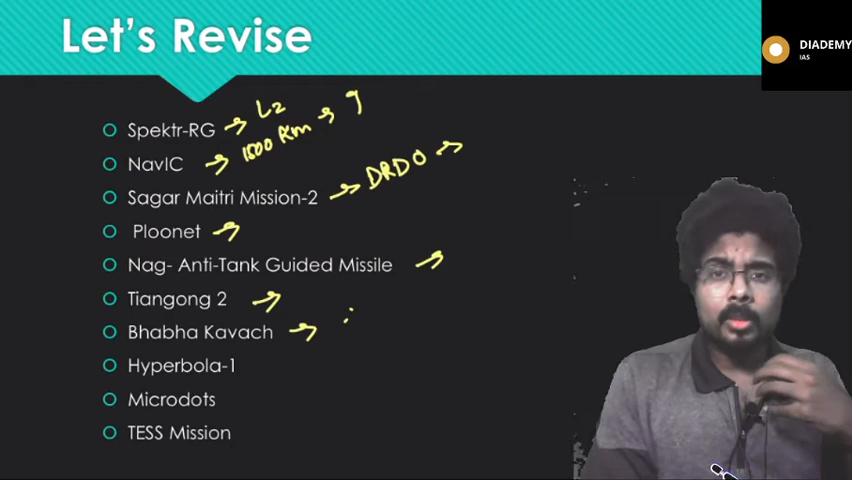 Let's Revise
DIADEMY
IAS
Spektr-RG → L2
NavIC → 1500 Km →
Sagar Maitri Mission-2 → DRDO →
Ploonet →
Nag- Anti-Tank Guided Missile →
Tiangong 2 →
Bhabha Kavach →
Hyperbola-1
Microdots
TESS Mission